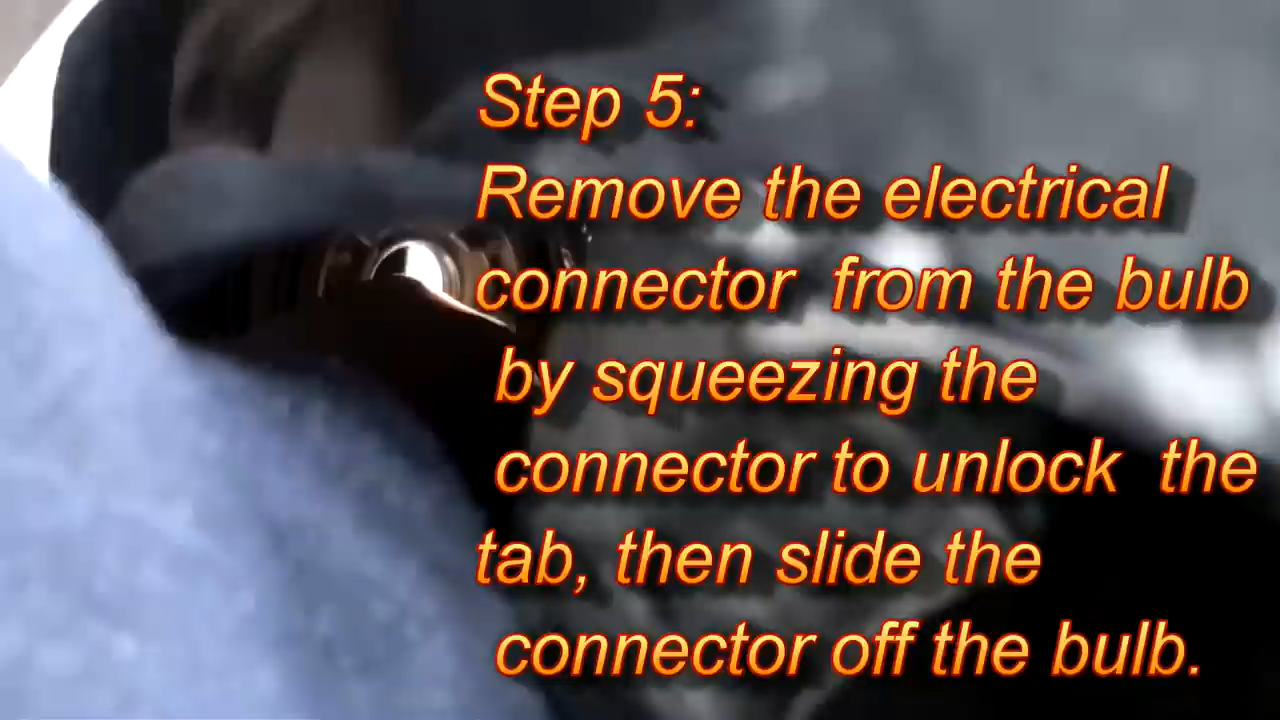 Step 5:
Remove the electrical
connector from the bulb
by squeezing the
connector to unlock the
tab, then slide the
connector off the bulb.